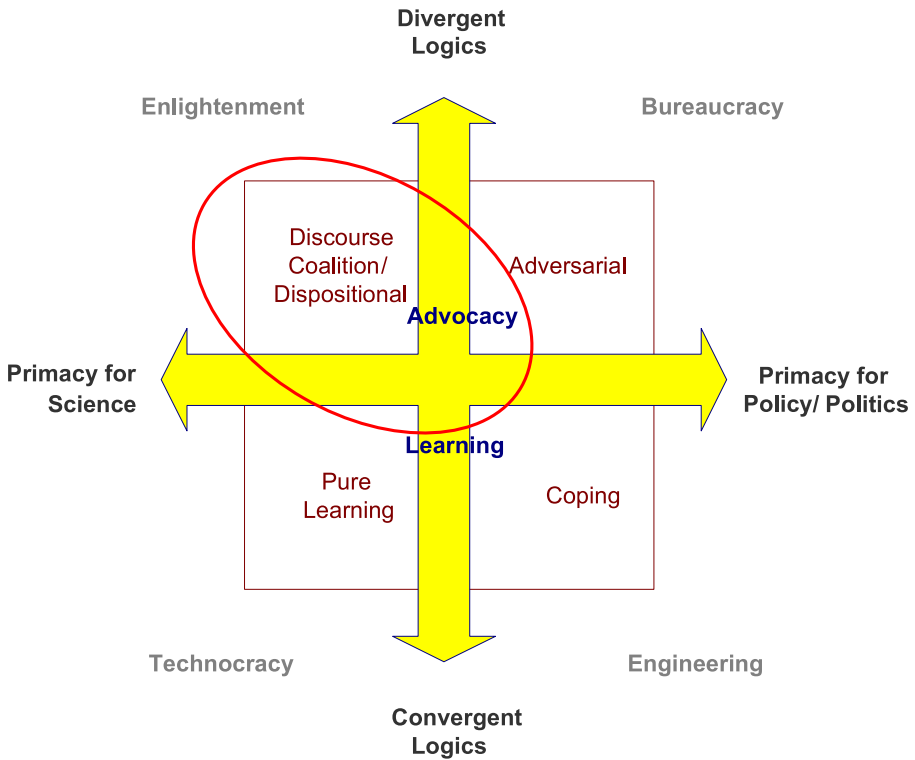 Divergent
Logics
Enlightenment
Bureaucracy
Discourse
Coalition/
Dispositional
Adversarial
Advocacy
Primacy for
Science
Primacy for
Policy/ Politics
Learning
Pure
Learning
Coping
Technocracy
Engineering
Convergent
Logics